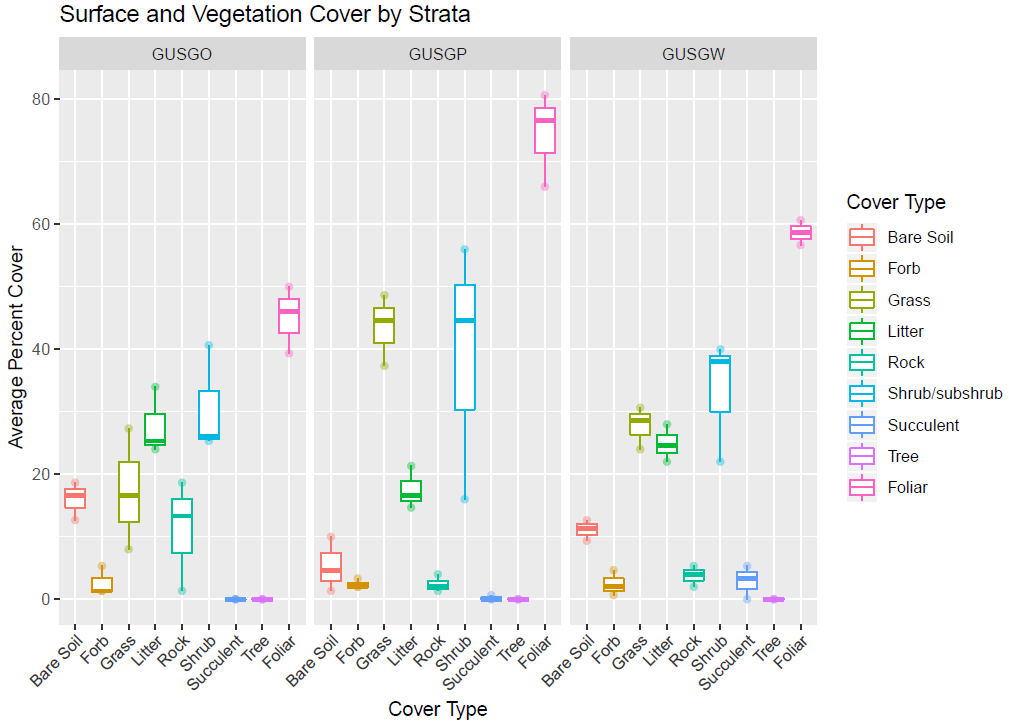 Surface and Vegetation Cover by Strata
GUSGO GUSGP GUSGW
Average Percent Cover
80
60
40
20
0
Bare Soil Forb Grass Litter Rock Shrub Succulent Tree Foliar
Bare Soil Forb Grass Litter Rock Shrub Succulent Tree Foliar
Bare Soil Forb Grass Litter Rock Shrub Succulent Tree Foliar
Cover Type
Cover Type
Bare Soil
Forb
Grass
Litter
Rock
Shrub/subshrub
Succulent
Tree
Foliar